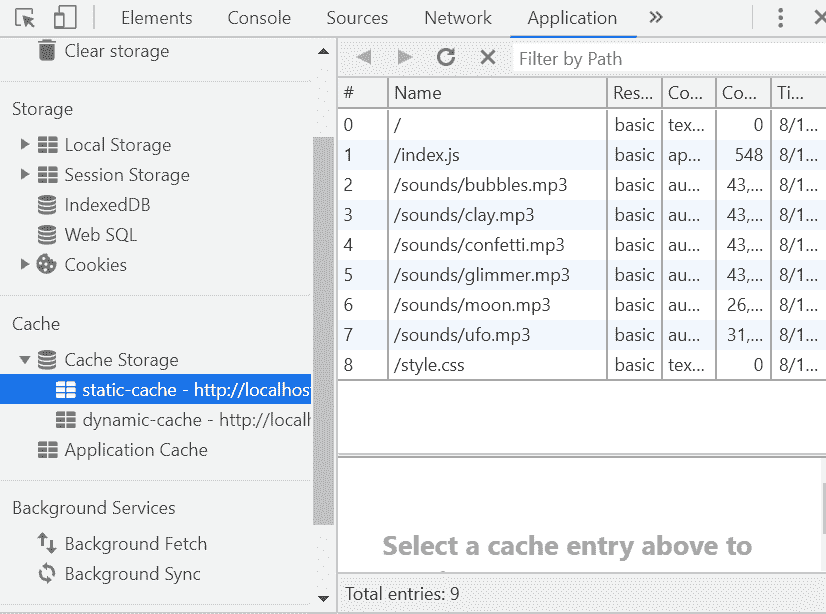 Elements Console Sources Network Application
Clear storage
Storage
Local Storage
Session Storage
IndexedDB
Web SQL
Cookies
Cache
Cache Storage
static-cache - http://localhos
dynamic-cache - http://local
Application Cache
Background Services
Background Fetch
Background Sync
Filter by Path
# Name Res... Co... Co... Ti...
0 / basic tex... 0 8/1...
1 /index.js basic ap... 548 8/1...
2 /sounds/bubbles.mp3 basic au... 43,... 8/1...
3 /sounds/clay.mp3 basic au... 43,... 8/1...
4 /sounds/confetti.mp3 basic au... 43,... 8/1...
5 /sounds/glimmer.mp3 basic au... 43,... 8/1...
6 /sounds/moon.mp3 basic au... 26,... 8/1...
7 /sounds/ufo.mp3 basic au... 31,... 8/1...
8 /style.css basic tex... 0 8/1...
Select a cache entry above to
Total entries: 9